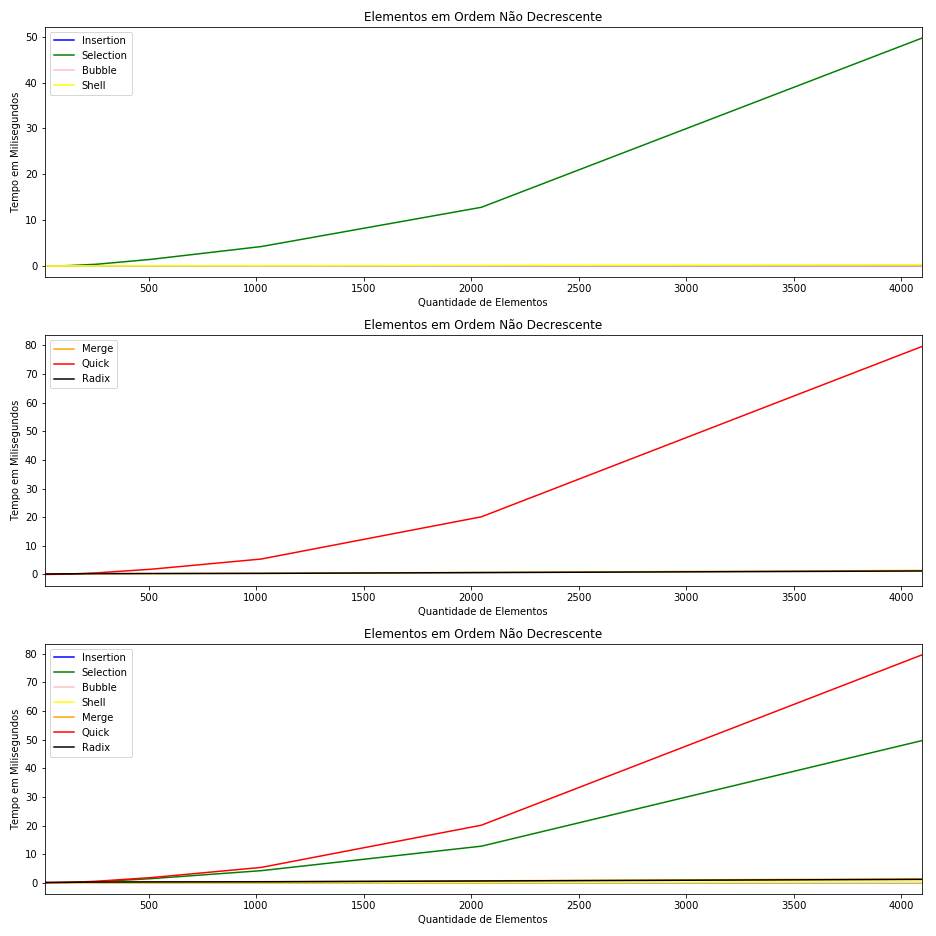 Elementos em Ordem Não Decrescente
Insertion
Selection
Bubble
Shell
Tempo em Milisegundos
50
40
30
20
10
0
500 1000 1500 2000 2500 3000 3500 4000
Quantidade de Elementos
Elementos em Ordem Não Decrescente
Merge
Quick
Radix
Tempo em Milisegundos
80
70
60
50
40
30
20
10
0
500 1000 1500 2000 2500 3000 3500 4000
Quantidade de Elementos
Elementos em Ordem Não Decrescente
Insertion
Selection
Bubble
Shell
Merge
Quick
Radix
Tempo em Milisegundos
80
70
60
50
40
30
20
10
0
500 1000 1500 2000 2500 3000 3500 4000
Quantidade de Elementos